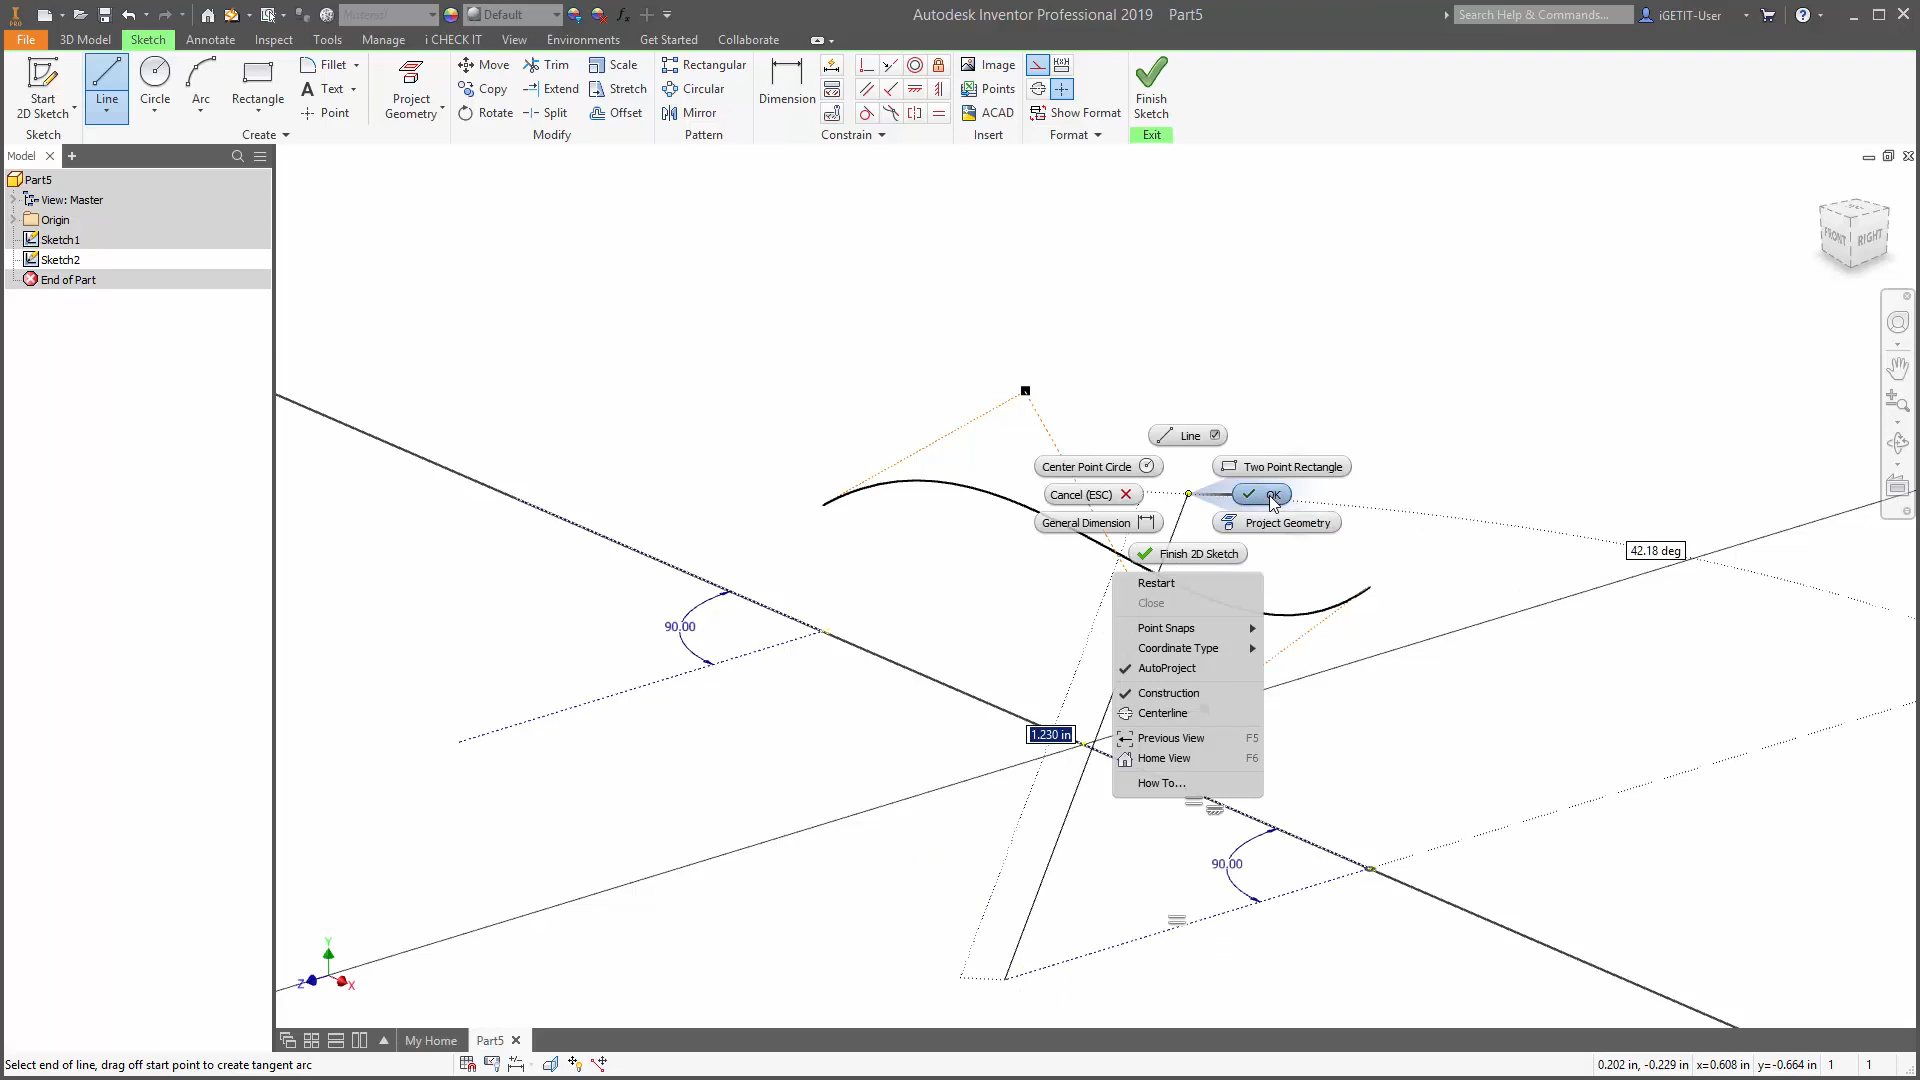 PRO
Material
Default
Autodesk Inventor Professional 2019 Part5
Search Help & Commands...
iGETIT-User
File 3D Model Sketch Annotate Inspect Tools Manage i CHECK IT View Environments Get Started Collaborate
Start
2D Sketch
Line
Circle
Arc
Rectangle
Fillet
Text
Point
Project
Geometry
Move
Copy
Rotate
Trim
Extend
Split
Scale
Stretch
Offset
Rectangular
Circular
Mirror
Dimension
Image
Points
ACAD
Show Format
Finish
Sketch
Sketch Create Modify Pattern Constrain Insert Format Exit
Model
Part5
View: Master
Origin
Sketch1
Sketch2
End of Part
FRONT RIGHT
Line
Center Point Circle Two Point Rectangle
Cancel (ESC) OK
General Dimension Project Geometry
Finish 2D Sketch
42.18 deg
Restart
Close
Point Snaps
Coordinate Type
AutoProject
Construction
Centerline
Previous View F5
Home View F6
How To...
90.00
1.230 in
90.00
Y
Z
X
My Home Part5
Select end of line, drag off start point to create tangent arc
0.202 in, -0.229 in x=0.608 in y=-0.664 in 1 1